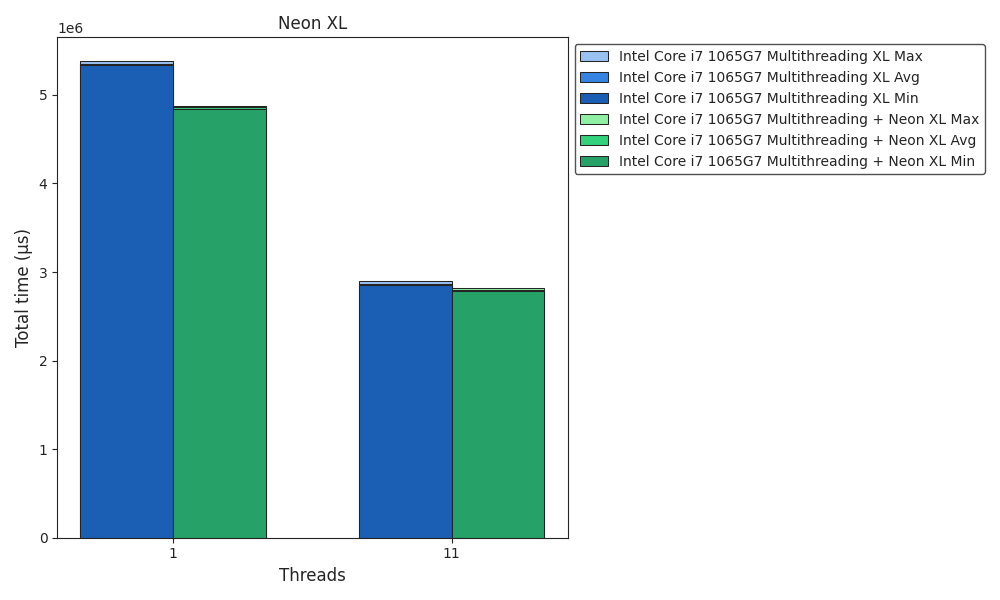 Neon XL
1e6
5
4
3
2
1
0
Total time (μs)
1
11
Threads
Intel Core i7 1065G7 Multithreading XL Max
Intel Core i7 1065G7 Multithreading XL Avg
Intel Core i7 1065G7 Multithreading XL Min
Intel Core i7 1065G7 Multithreading + Neon XL Max
Intel Core i7 1065G7 Multithreading + Neon XL Avg
Intel Core i7 1065G7 Multithreading + Neon XL Min